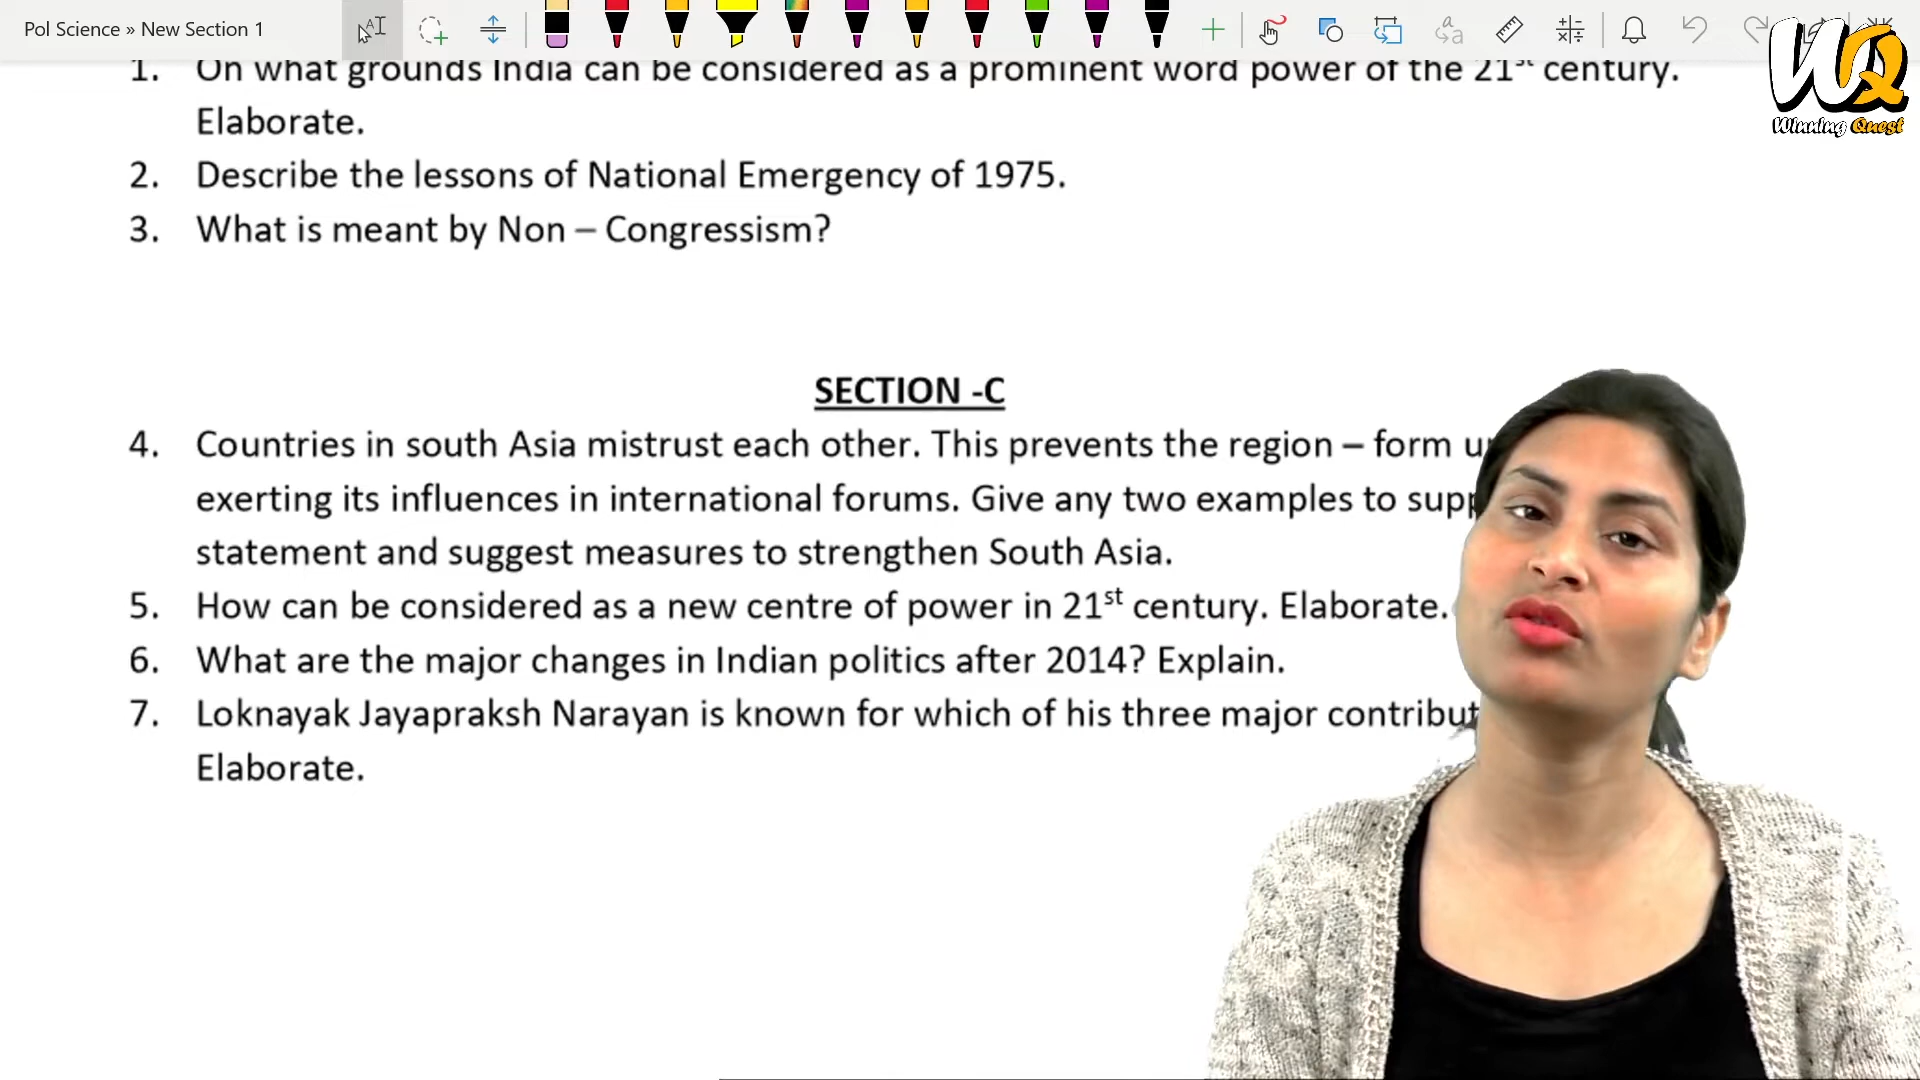 Pol Science » New Section 1
1. On what grounds India can be considered as a prominent word power of the 21st century.
Elaborate.
2. Describe the lessons of National Emergency of 1975.
3. What is meant by Non – Congressism?
SECTION -C
4. Countries in south Asia mistrust each other. This prevents the region – form
exerting its influences in international forums. Give any two examples to
statement and suggest measures to strengthen South Asia.
5. How can be considered as a new centre of power in 21st century. Elaborate.
6. What are the major changes in Indian politics after 2014? Explain.
7. Loknayak Jayapraksh Narayan is known for which of his three major
Elaborate.
WQ
Winning Quest